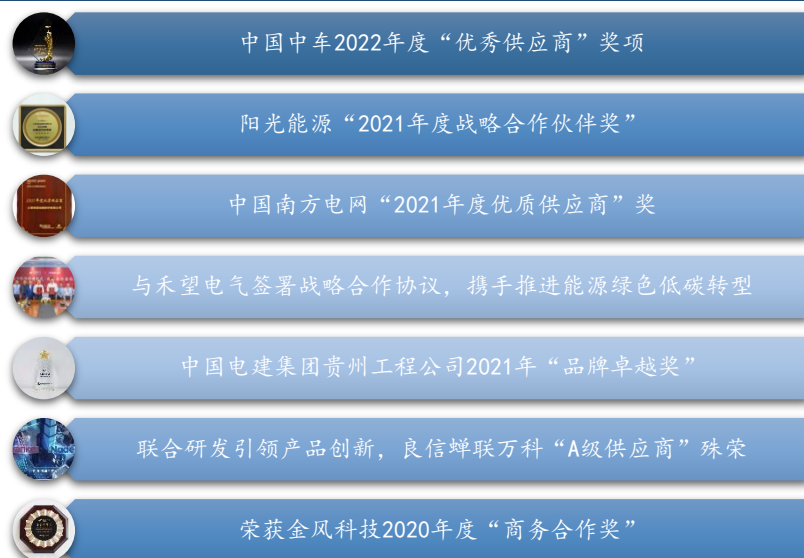 中国中车2022年度“优秀供应商”奖项
阳光能源“2021年度战略合作伙伴奖”
中国南方电网“2021年度优质供应商”奖
与禾望电气签署战略合作协议，携手推进能源绿色低碳转型
中国电建集团贵州工程公司2021年“品牌卓越奖”
联合研发引领产品创新，良信蝉联万科“A级供应商”殊荣
荣获金风科技2020年度“商务合作奖”